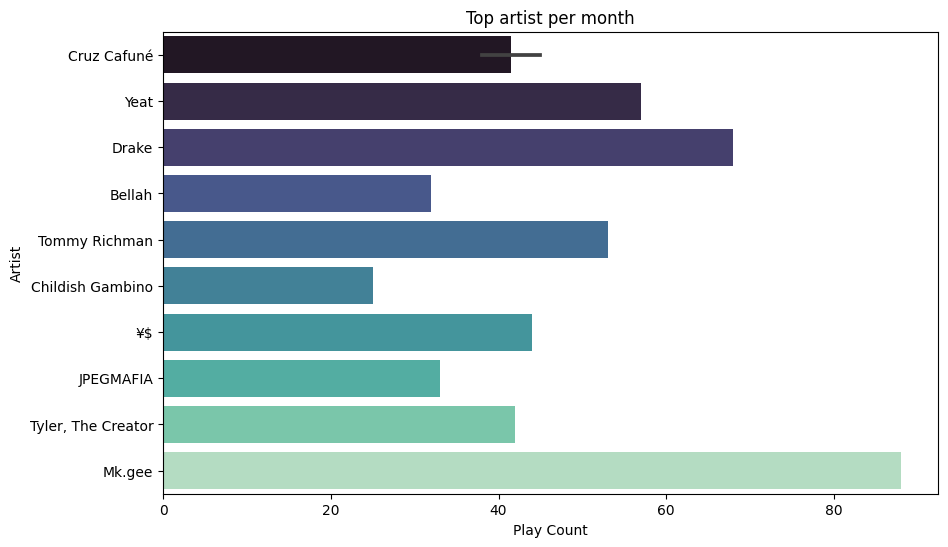 Top artist per month
Artist
Cruz Cafuné
Yeat
Drake
Bellah
Tommy Richman
Childish Gambino
¥$
JPEGMAFIA
Tyler, The Creator
Mk.gee
0 20 40 60 80
Play Count